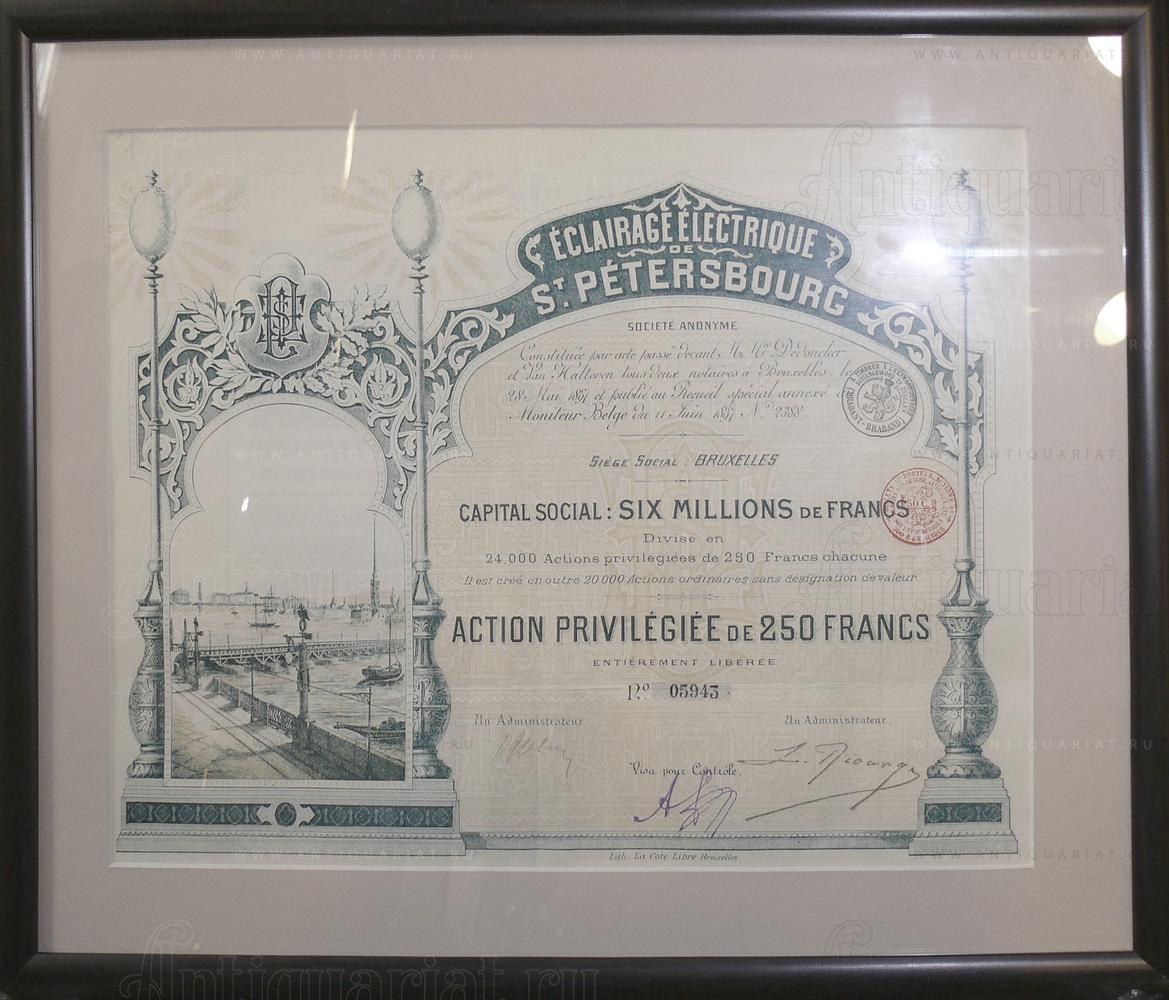 WWW.ANTIQUARIAT.RU
WWW.ANTIQUARIAT.RU
ÉCLAIRAGE ÉLECTRIQUE
DE
ST. PÉTERSBOURG
SOCIÉTÉ ANONYME
Constituée par acte passé devant M. Mes Dedoncker
et Van Halteren tous deux notaires à Bruxelles, le
28 Mai 1897 et publié au Recueil spécial annexé
Moniteur Belge du 11 Juin 1897 No 2388
SIÈGE SOCIAL : BRUXELLES
CAPITAL SOCIAL : SIX MILLIONS DE FRANCS
Divisé en
24.000 Actions privilégiées de 250 Francs chacune
Il est créé en outre 20.000 Actions ordinaires sans désignation de valeur.
ACTION PRIVILÉGIÉE DE 250 FRANCS
ENTIÈREMENT LIBÉRÉE
No 05943
Un Administrateur
Un Administrateur,
Visa pour Contrôle,
Lith. La Cote Libre Bruxelles
Antiquariat.ru